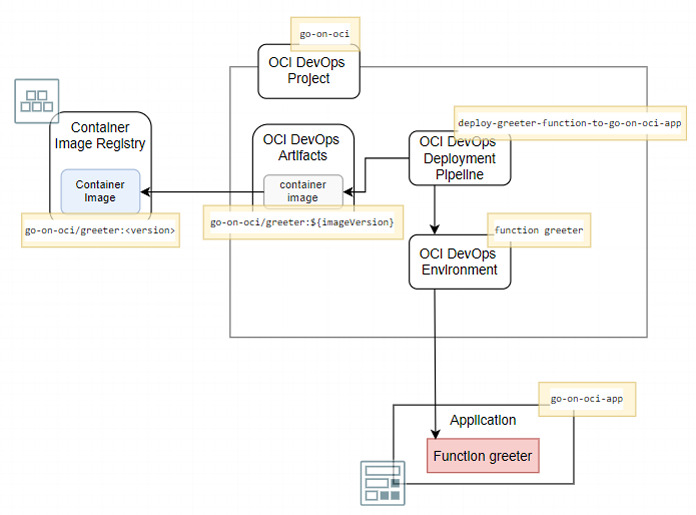 go-on-oci
OCI DevOps
Project
deploy-greeter-function-to-go-on-oci-app
Container
Image Registry
OCI DevOps
Artifacts
OCI DevOps
Deployment
Pipeline
Container
Image
container
image
go-on-oci/greeter:<version>
go-on-oci/greeter:${imageVersion}
function greeter
OCI DevOps
Environment
go-on-oci-app
Application
Function greeter